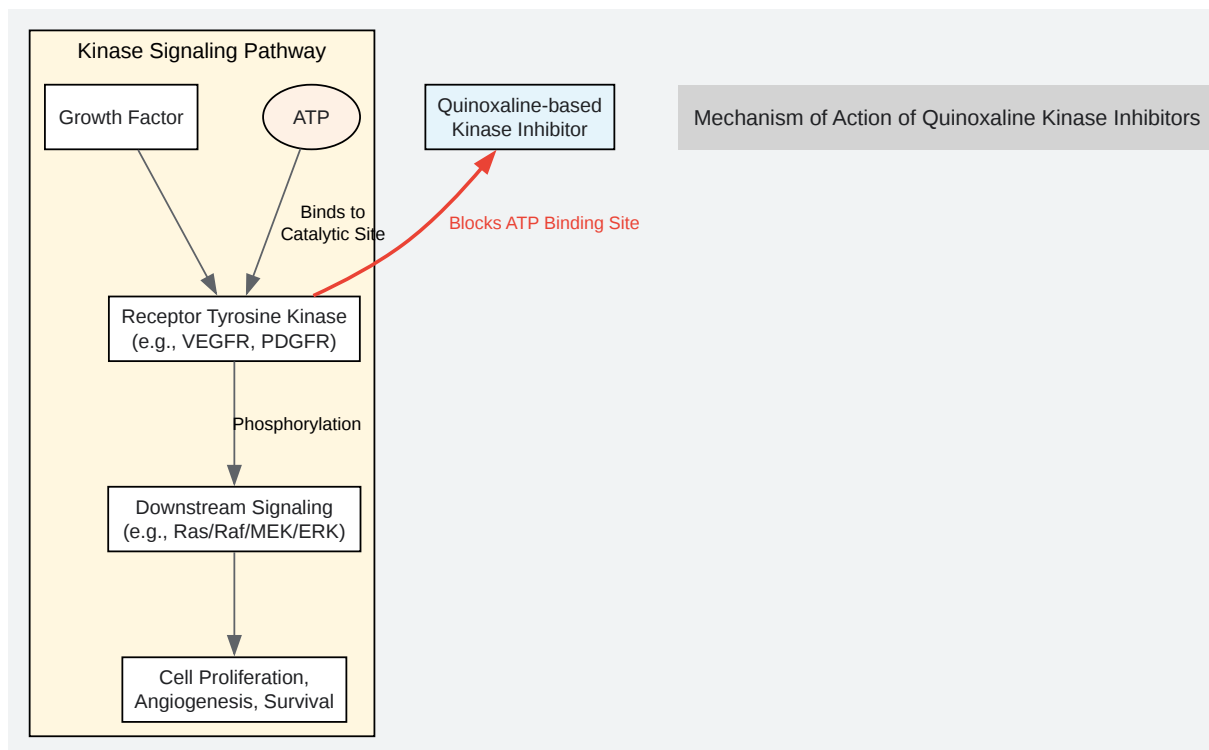 Kinase Signaling Pathway
Growth Factor
ATP
Quinoxaline-based
Kinase Inhibitor
Mechanism of Action of Quinoxaline Kinase Inhibitors
Binds to
Catalytic Site
Blocks ATP Binding Site
Receptor Tyrosine Kinase
(e.g., VEGFR, PDGFR)
Phosphorylation
Downstream Signaling
(e.g., Ras/Raf/MEK/ERK)
Cell Proliferation,
Angiogenesis, Survival